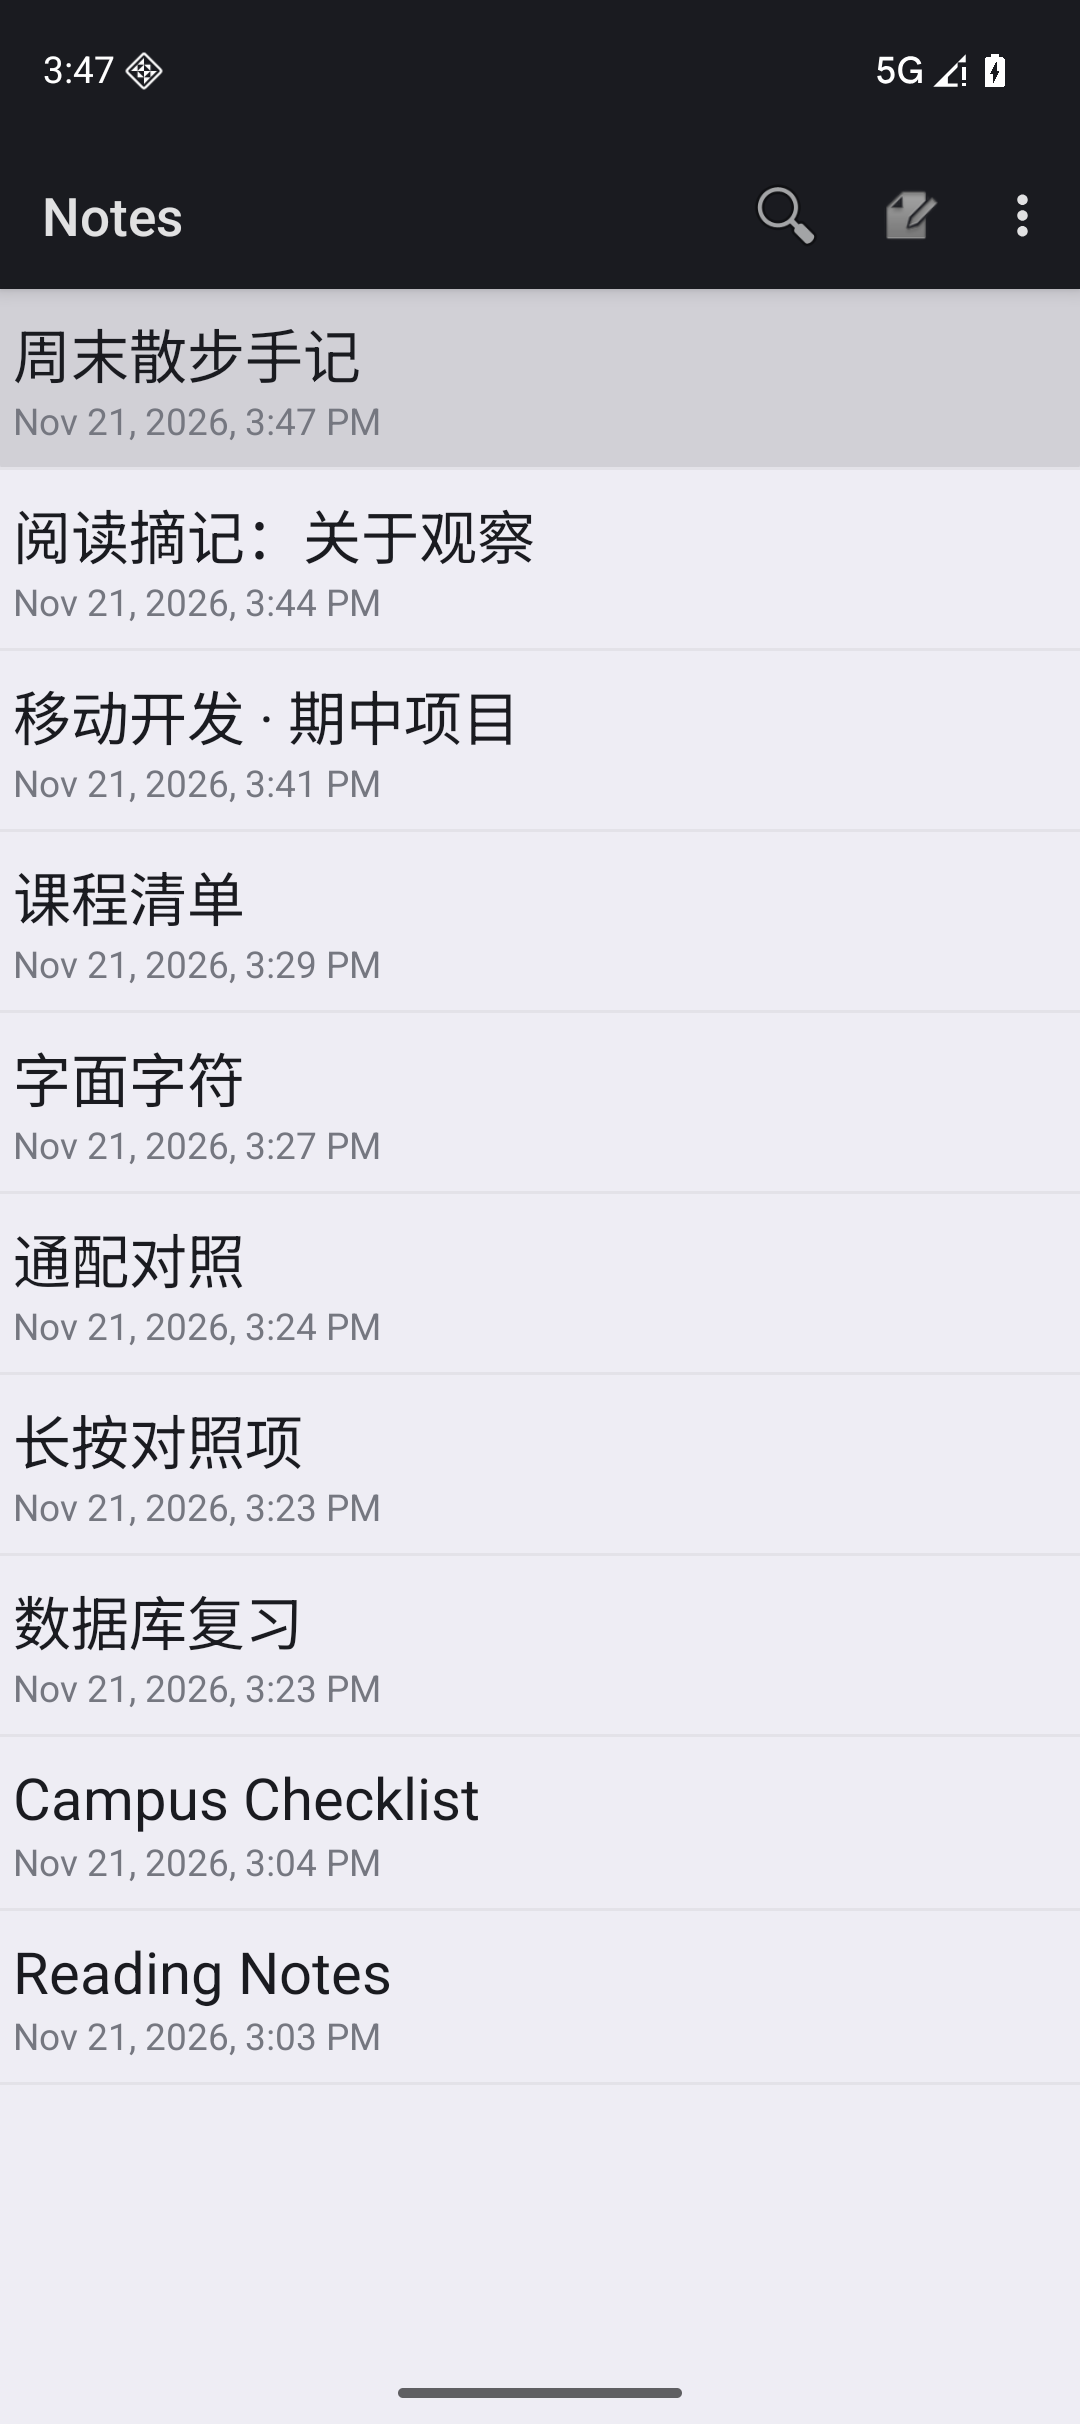 3:47
5G
Notes
周末散步手记
Nov 21, 2026, 3:47 PM
阅读摘记：关于观察
Nov 21, 2026, 3:44 PM
移动开发 · 期中项目
Nov 21, 2026, 3:41 PM
课程清单
Nov 21, 2026, 3:29 PM
字面字符
Nov 21, 2026, 3:27 PM
通配对照
Nov 21, 2026, 3:24 PM
长按对照项
Nov 21, 2026, 3:23 PM
数据库复习
Nov 21, 2026, 3:23 PM
Campus Checklist
Nov 21, 2026, 3:04 PM
Reading Notes
Nov 21, 2026, 3:03 PM